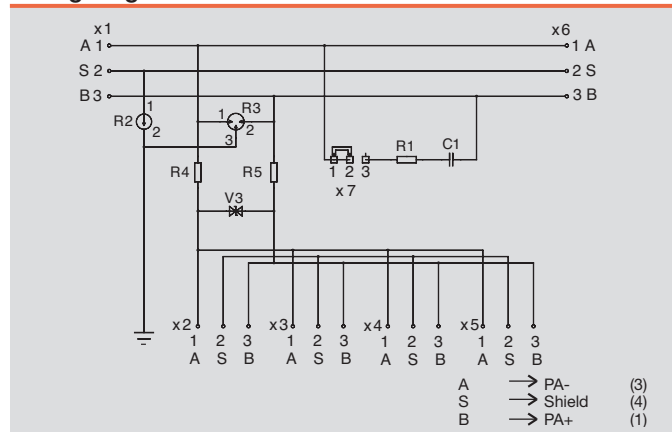 x1 x6
A 1 1 A
S 2 2 S
B 3 3 B
1 R3
R2 1 2
2 3
R4 R5 R1 C1
1 2 3
V3 x7
x2 x3 x4 x5
1 2 3 1 2 3 1 2 3 1 2 3
A S B A S B A S B A S B
A PA- (3)
S Shield (4)
B PA+ (1)